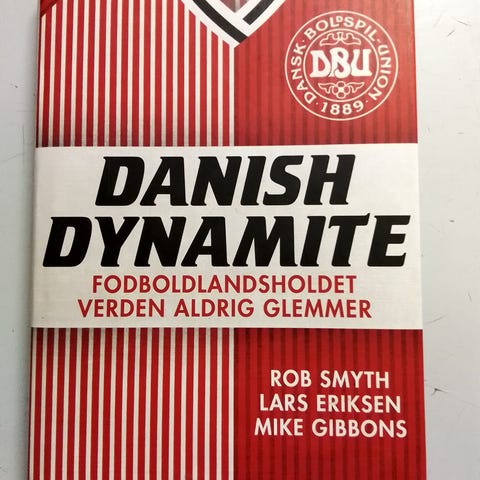 DANSK·BOLDSPIL-UNION
DBU
·1889·
DANISH
DYNAMITE
FODBOLDLANDSHOLDET
VERDEN ALDRIG GLEMMER
ROB SMYTH
LARS ERIKSEN
MIKE GIBBONS